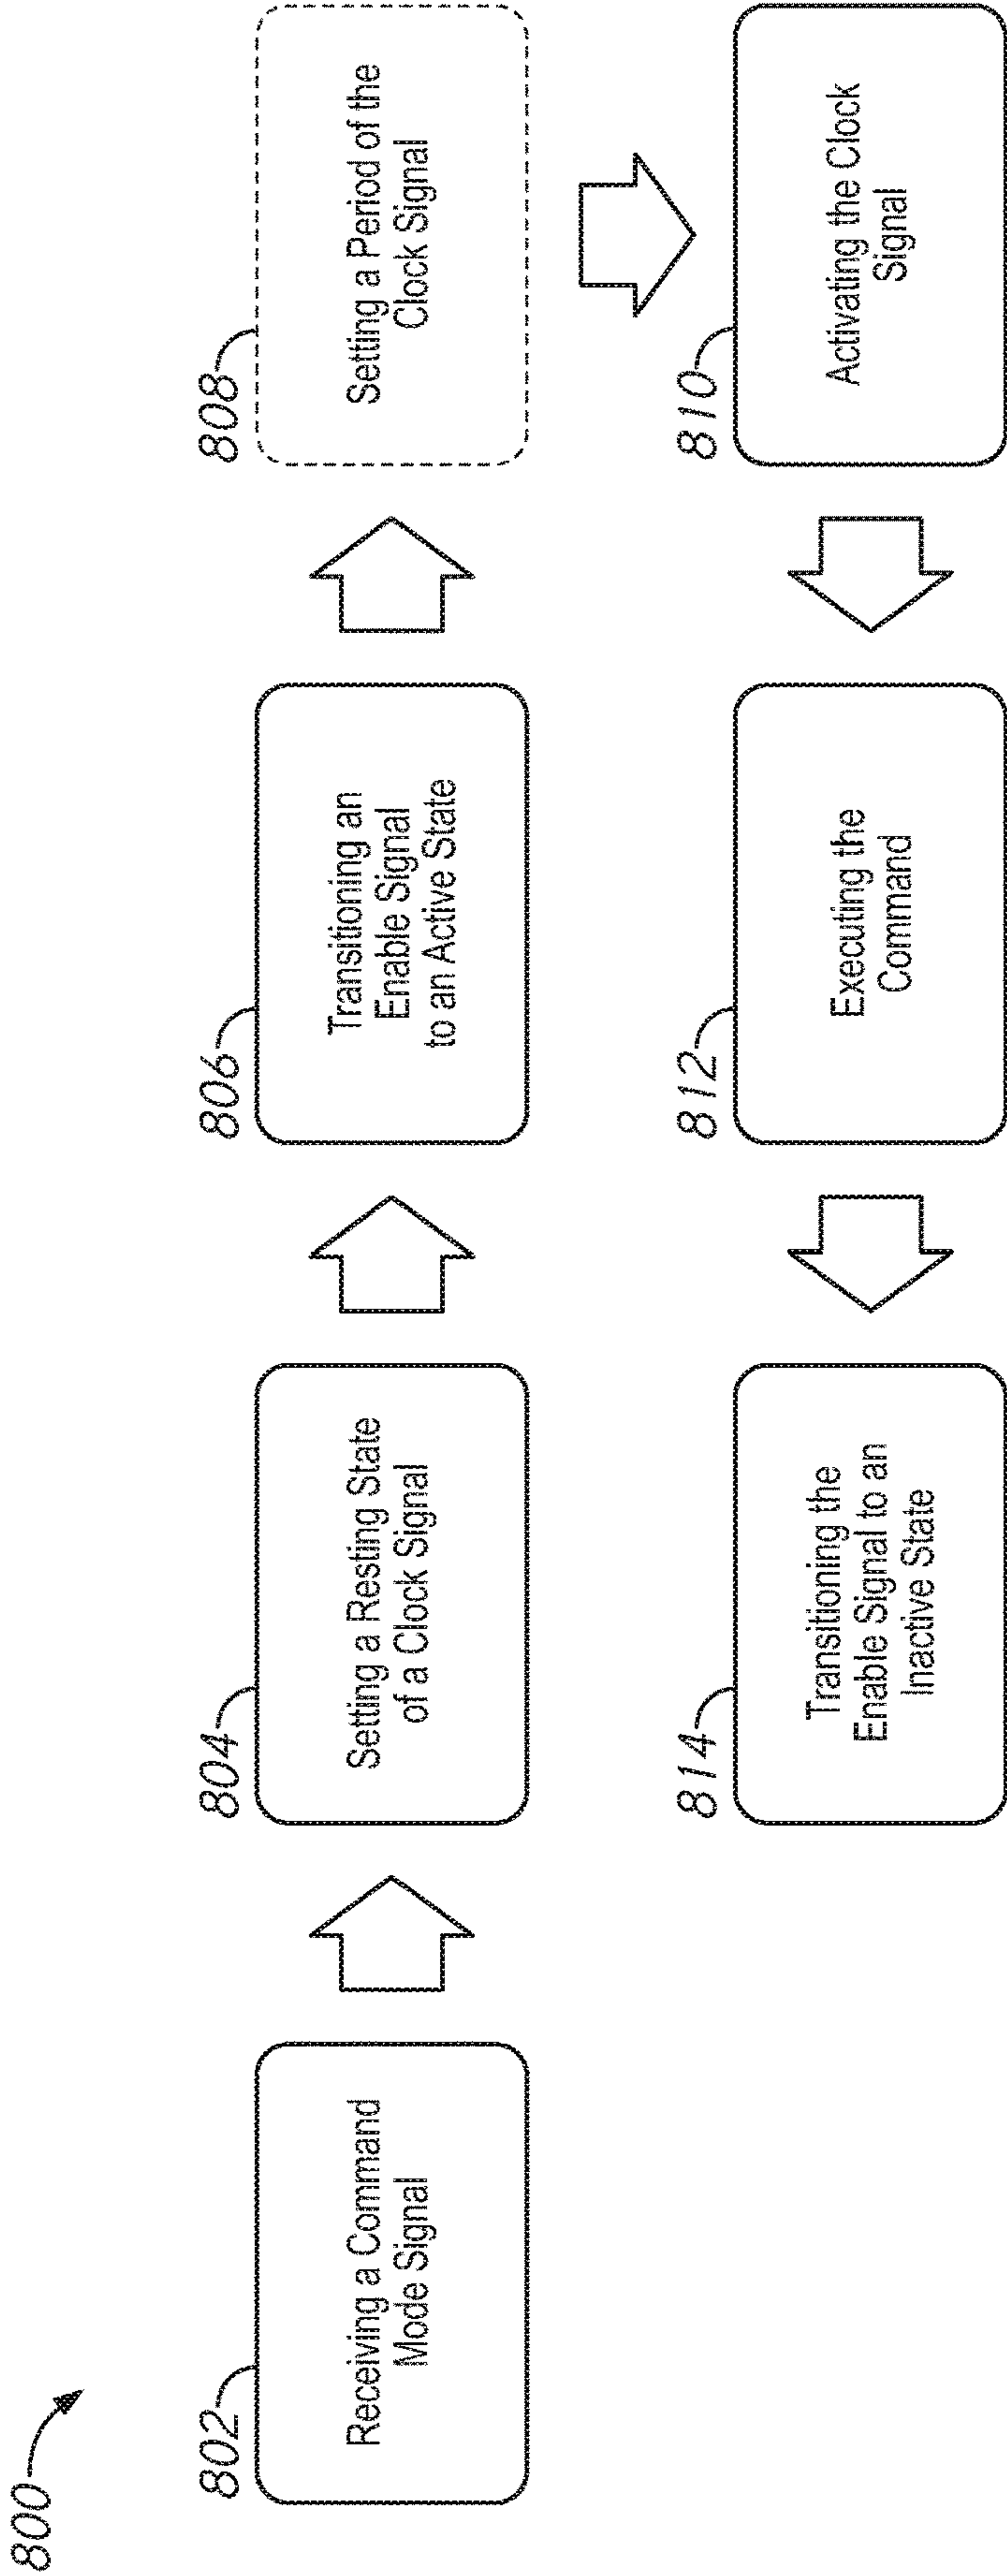 800
802
Receiving a Command
Mode Signal
804
Setting a Resting State
of a Clock Signal
806
Transitioning an
Enable Signal
to an Active State
808
Setting a Period of the
Clock Signal
810
Activating the Clock
Signal
812
Executing the
Command
814
Transitioning the
Enable Signal to an
Inactive State